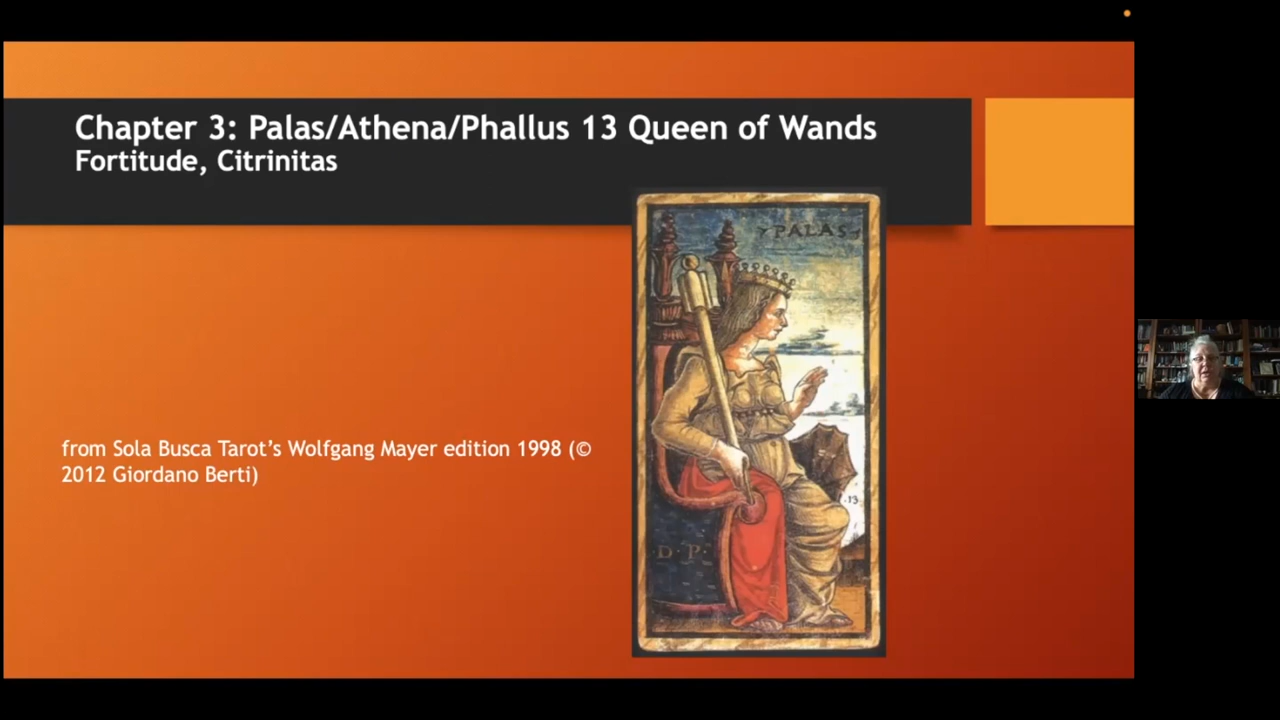 Chapter 3: Palas/Athena/Phallus 13 Queen of Wands
Fortitude, Citrinitas
PALAS
from Sola Busca Tarot's Wolfgang Mayer edition 1998 (©
2012 Giordano Berti)
13
D P